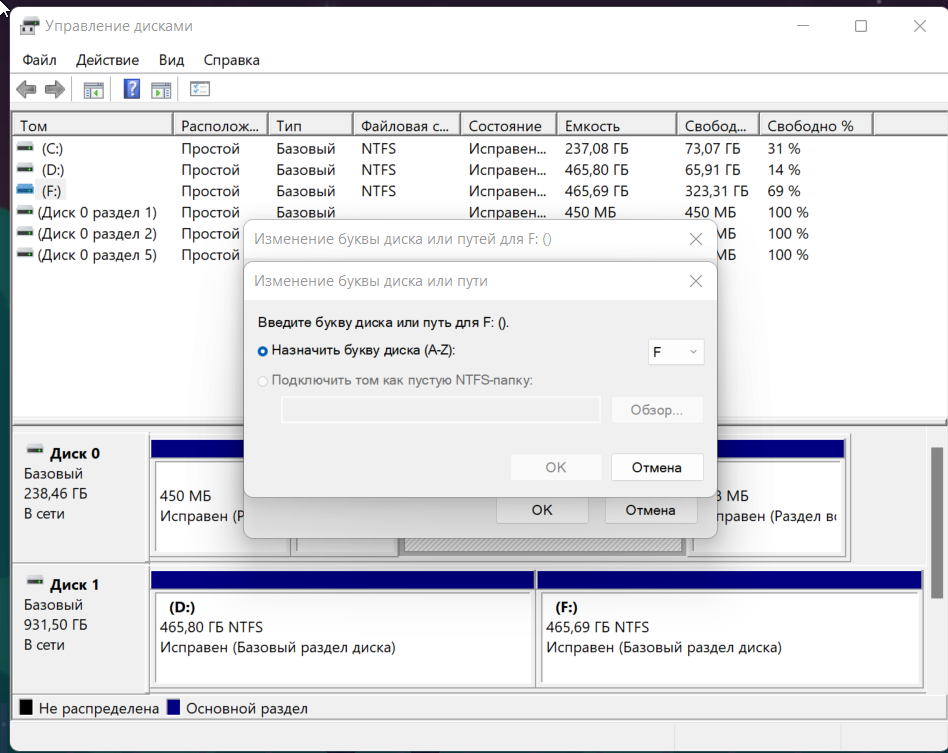 Управление дисками
Файл Действие Вид Справка
Том Располож... Тип Файловая с... Состояние Емкость Свобод... Свободно %
(C:) Простой Базовый NTFS Исправен... 237,08 ГБ 73,07 ГБ 31 %
(D:) Простой Базовый NTFS Исправен... 465,80 ГБ 65,91 ГБ 14 %
(F:) Простой Базовый NTFS Исправен... 465,69 ГБ 323,31 ГБ 69 %
(Диск 0 раздел 1) Простой Базовый Исправен... 450 МБ 450 МБ 100 %
(Диск 0 раздел 2) Простой МБ 100 %
(Диск 0 раздел 5) Простой МБ 100 %
Изменение буквы диска или путей для F: ()
Изменение буквы диска или пути
Введите букву диска или путь для F: ().
Назначить букву диска (A-Z): F
Подключить том как пустую NTFS-папку:
Обзор...
ОК Отмена
ОК Отмена
Диск 0
Базовый
238,46 ГБ
В сети
450 МБ
Исправен (Р
3 МБ
правен (Раздел во
Диск 1
Базовый
931,50 ГБ
В сети
(D:)
465,80 ГБ NTFS
Исправен (Базовый раздел диска)
(F:)
465,69 ГБ NTFS
Исправен (Базовый раздел диска)
Не распределена Основной раздел